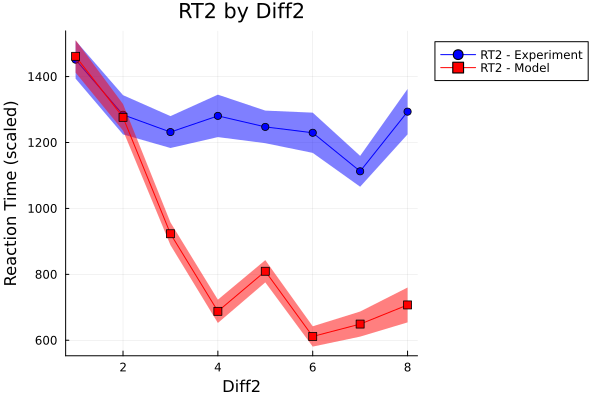 RT2 by Diff2
RT2 - Experiment
RT2 - Model
Reaction Time (scaled)
1400
1200
1000
800
600
2
4
6
8
Diff2